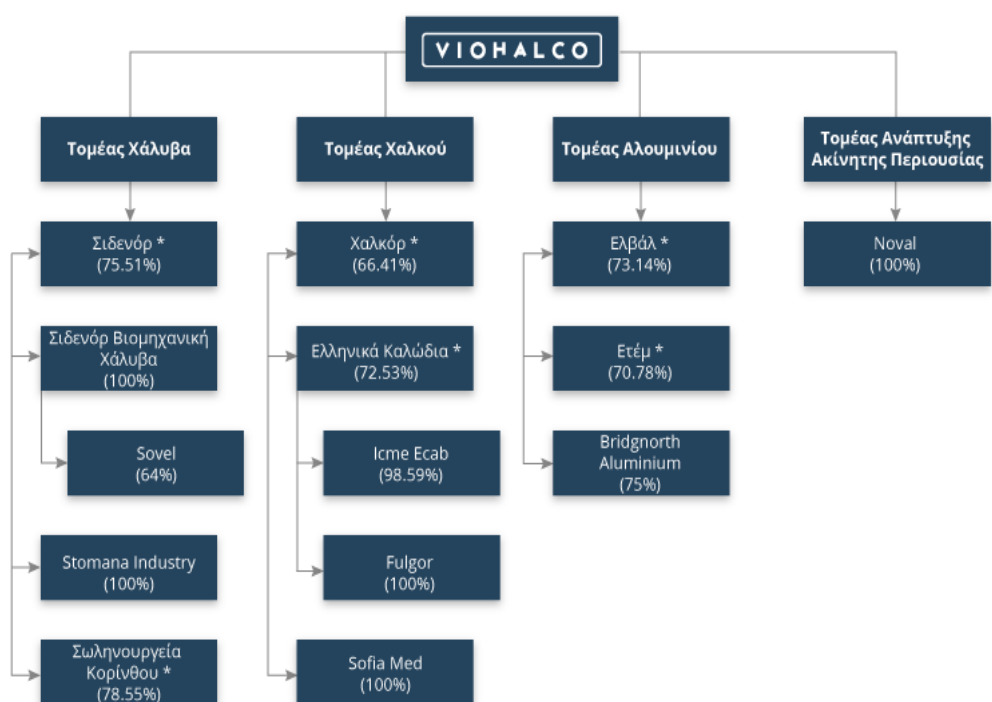 VIOHALCO
Τομέας Χάλυβα
Τομέας Χαλκού
Τομέας Αλουμινίου
Τομέας Ανάπτυξης
Ακίνητης Περιουσίας
Σιδενόρ *
(75.51%)
Χαλκόρ *
(66.41%)
Ελβάλ *
(73.14%)
Noval
(100%)
Σιδενόρ Βιομηχανική
Χάλυβα
(100%)
Ελληνικά Καλώδια *
(72.53%)
Ετέμ *
(70.78%)
Sovel
(64%)
Icme Ecab
(98.59%)
Bridgnorth
Aluminium
(75%)
Stomana Industry
(100%)
Fulgor
(100%)
Σωληνουργεία
Κορίνθου *
(78.55%)
Sofia Med
(100%)